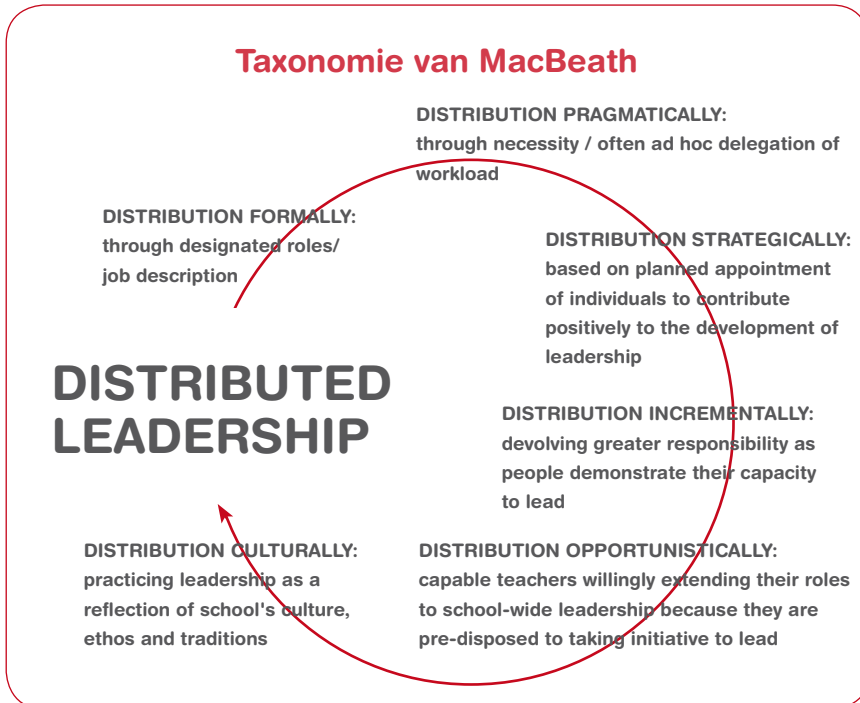 Taxonomie van MacBeath
DISTRIBUTION PRAGMATICALLY:
through necessity / often ad hoc delegation of
workload
DISTRIBUTION FORMALLY:
through designated roles/
job description
DISTRIBUTION STRATEGICALLY:
based on planned appointment
of individuals to contribute
positively to the development of
leadership
DISTRIBUTED
LEADERSHIP
DISTRIBUTION INCREMENTALLY:
devolving greater responsibility as
people demonstrate their capacity
to lead
DISTRIBUTION CULTURALLY:
practicing leadership as a
reflection of school's culture,
ethos and traditions
DISTRIBUTION OPPORTUNISTICALLY:
capable teachers willingly extending their roles
to school-wide leadership because they are
pre-disposed to taking initiative to lead